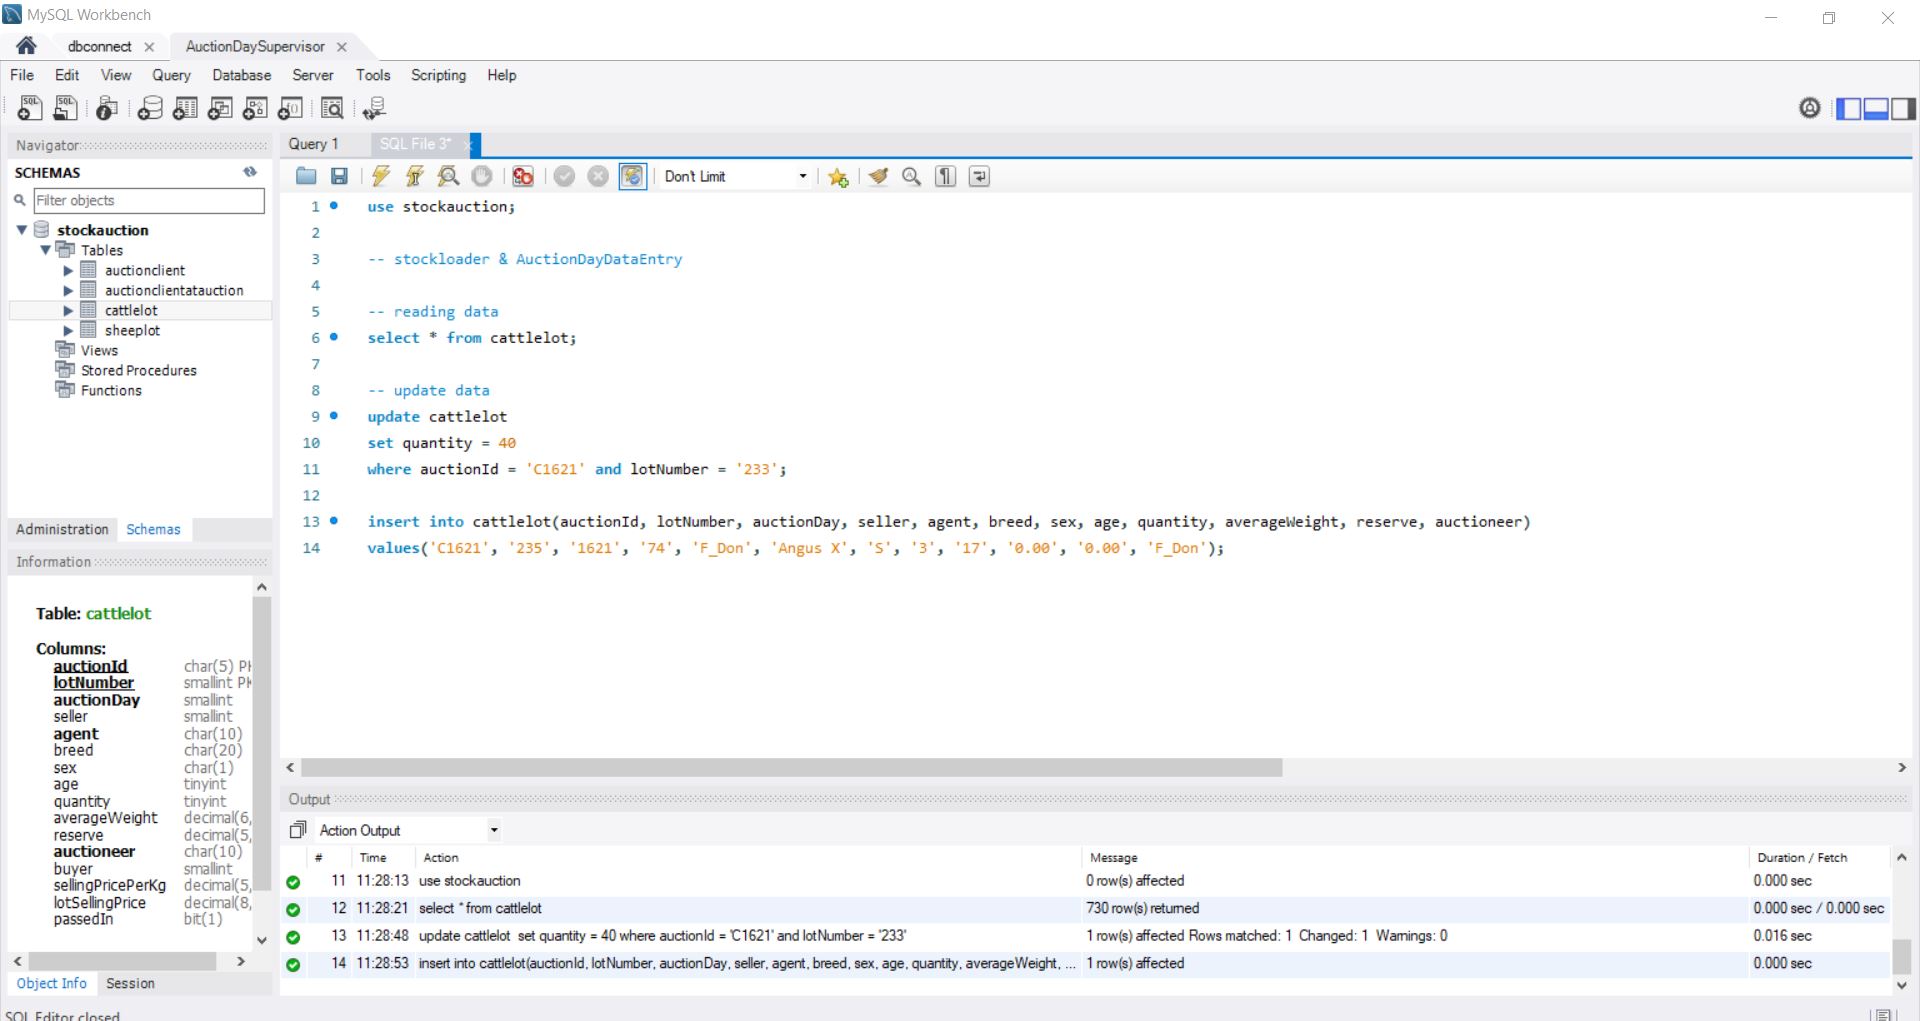 MySQL Workbench
dbconnect
AuctionDaySupervisor
File Edit View Query Database Server Tools Scripting Help
Navigator
SCHEMAS
Filter objects
stockauction
Tables
auctionclient
auctionclientatauction
cattlelot
sheeplot
Views
Stored Procedures
Functions
Administration Schemas
Information
Table: cattlelot
Columns:
auctionId char(5) PK
lotNumber smallint PK
auctionDay smallint
seller smallint
agent char(10)
breed char(20)
sex char(1)
age tinyint
quantity tinyint
averageWeight decimal(6,
reserve decimal(5,
auctioneer char(10)
buyer smallint
sellingPricePerKg decimal(5,
lotSellingPrice decimal(8,
passedIn bit(1)
Object Info Session
SQL Editor closed
Query 1 SQL File 3*
Don't Limit
1 use stockauction;
2
3 -- stockloader & AuctionDayDataEntry
4
5 -- reading data
6 select * from cattlelot;
7
8 -- update data
9 update cattlelot
10 set quantity = 40
11 where auctionId = 'C1621' and lotNumber = '233';
12
13 insert into cattlelot(auctionId, lotNumber, auctionDay, seller, agent, breed, sex, age, quantity, averageWeight, reserve, auctioneer)
14 values('C1621', '235', '1621', '74', 'F_Don', 'Angus X', 'S', '3', '17', '0.00', '0.00', 'F_Don');
Output
Action Output
# Time Action Message Duration / Fetch
11 11:28:13 use stockauction 0 row(s) affected 0.000 sec
12 11:28:21 select * from cattlelot 730 row(s) returned 0.000 sec / 0.000 sec
13 11:28:48 update cattlelot set quantity = 40 where auctionId = 'C1621' and lotNumber = '233' 1 row(s) affected Rows matched: 1 Changed: 1 Warnings: 0 0.016 sec
14 11:28:53 insert into cattlelot(auctionId, lotNumber, auctionDay, seller, agent, breed, sex, age, quantity, averageWeight, ... 1 row(s) affected 0.000 sec